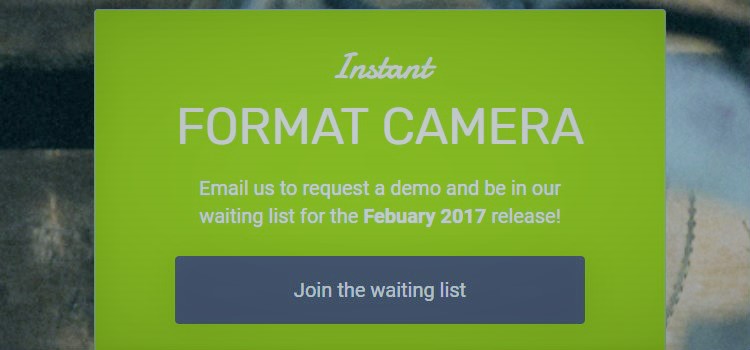 Instant
FORMAT CAMERA
Email us to request a demo and be in our
waiting list for the Febuary 2017 release!
Join the waiting list